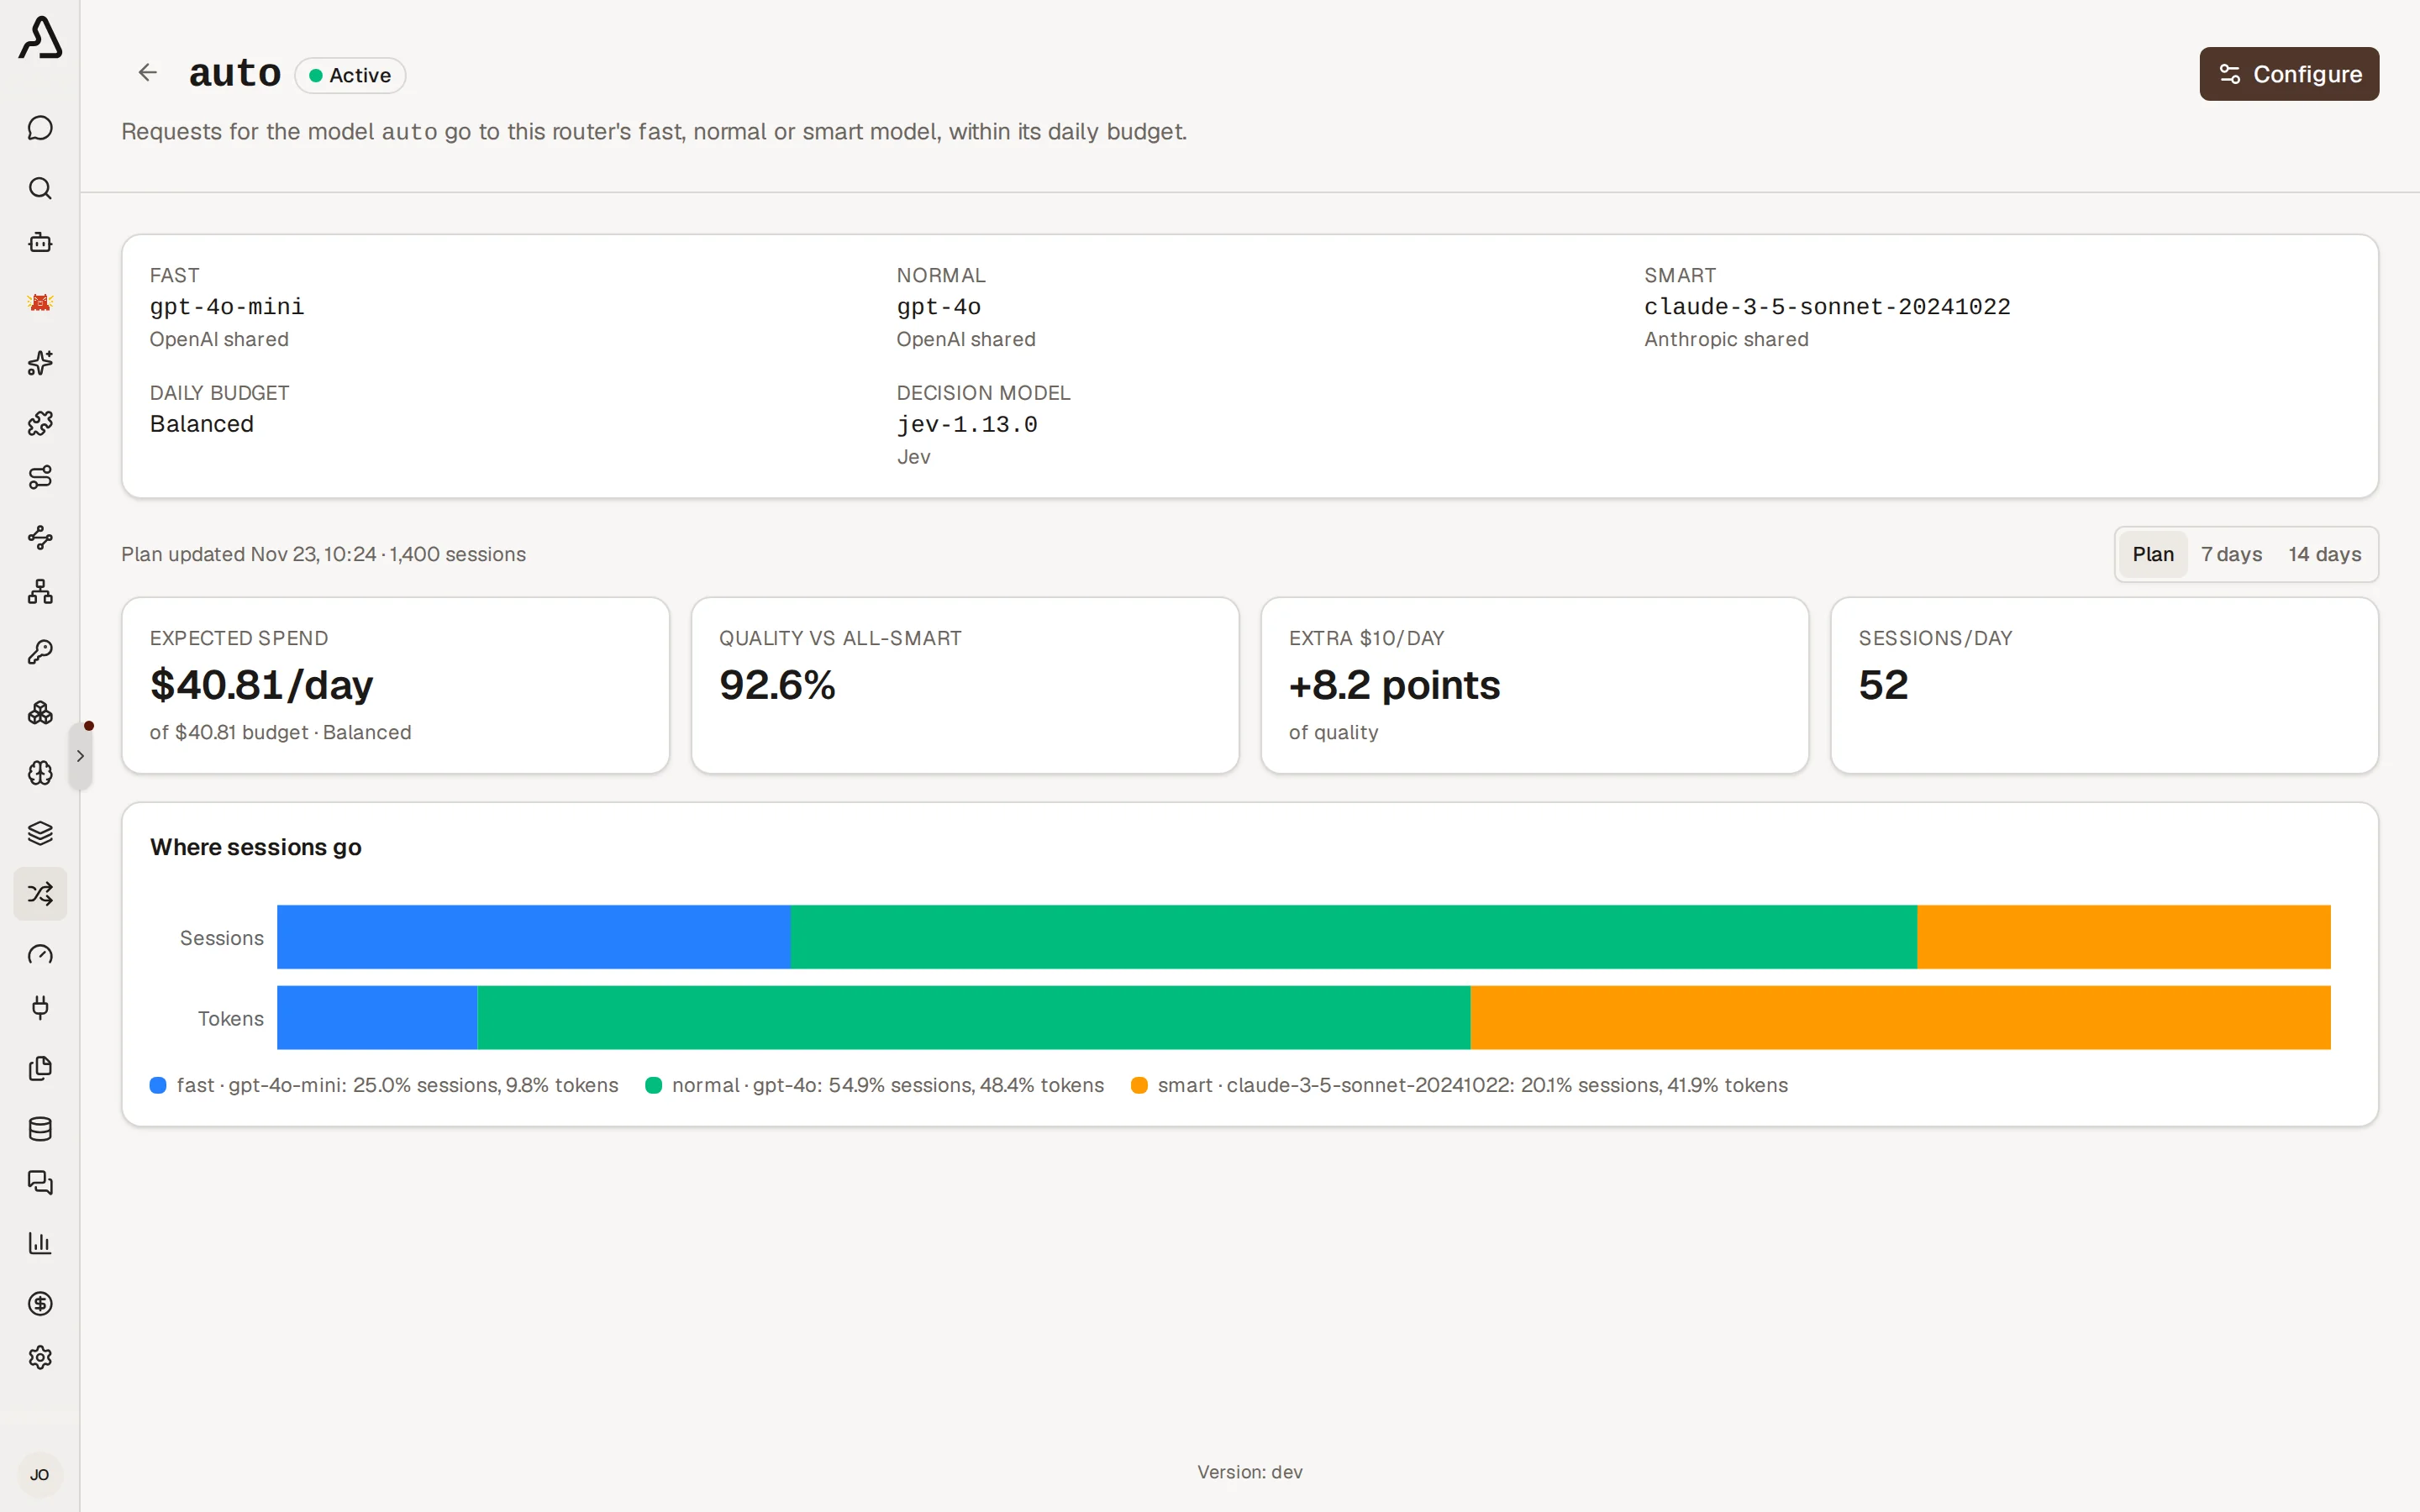 auto
Active
Configure
Requests for the model auto go to this router's fast, normal or smart model, within its daily budget.
FAST
gpt-4o-mini
OpenAI shared
NORMAL
gpt-4o
OpenAI shared
SMART
claude-3-5-sonnet-20241022
Anthropic shared
DAILY BUDGET
Balanced
DECISION MODEL
jev-1.13.0
Jev
Plan updated Nov 23, 10:24 · 1,400 sessions
Plan
7 days
14 days
EXPECTED SPEND
$40.81/day
of $40.81 budget · Balanced
QUALITY VS ALL-SMART
92.6%
EXTRA $10/DAY
+8.2 points
of quality
SESSIONS/DAY
52
Where sessions go
Sessions
Tokens
fast · gpt-4o-mini: 25.0% sessions, 9.8% tokens
normal · gpt-4o: 54.9% sessions, 48.4% tokens
smart · claude-3-5-sonnet-20241022: 20.1% sessions, 41.9% tokens
JO
Version: dev